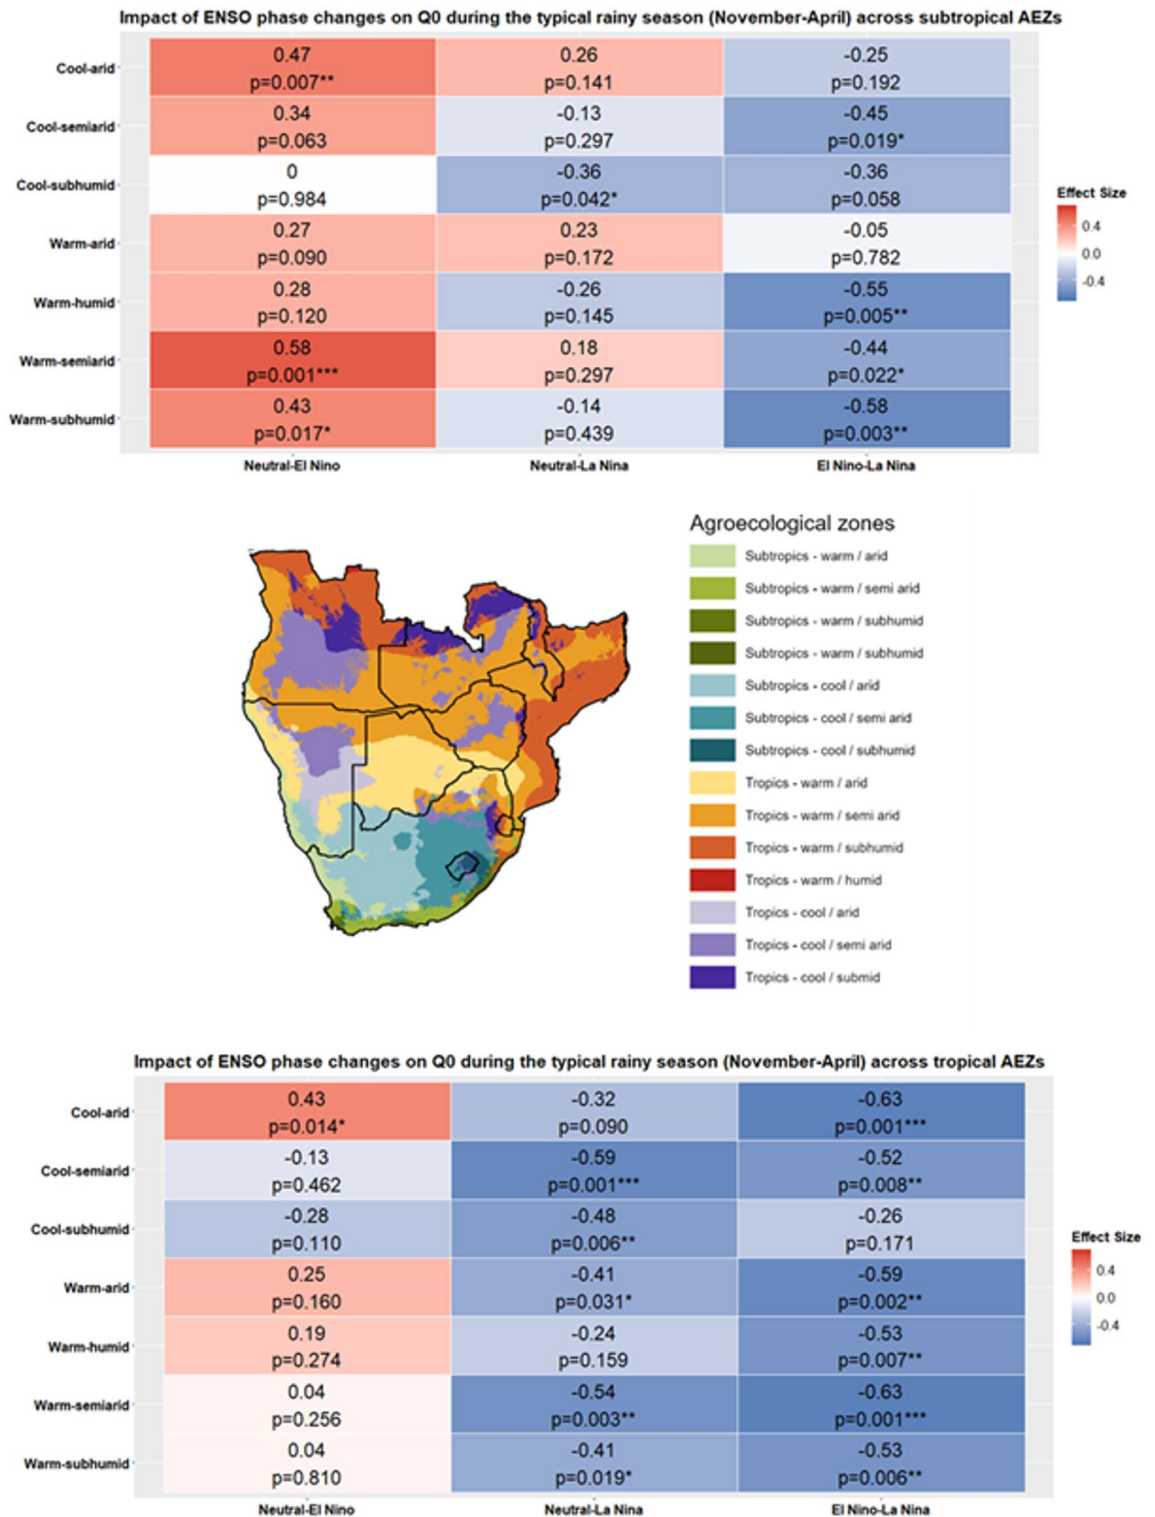 Impact of ENSO phase changes on Q0 during the typical rainy season (November-April) across subtropical AEZs
Cool-arid
0.47
p=0.007**
0.26
p=0.141
-0.25
p=0.192
Cool-semiarid
0.34
p=0.063
-0.13
p=0.297
-0.45
p=0.019*
Cool-subhumid
0
p=0.984
-0.36
p=0.042*
-0.36
p=0.058
Warm-arid
0.27
p=0.090
0.23
p=0.172
-0.05
p=0.782
Warm-humid
0.28
p=0.120
-0.26
p=0.145
-0.55
p=0.005**
Warm-semiarid
0.58
p=0.001***
0.18
p=0.297
-0.44
p=0.022*
Warm-subhumid
0.43
p=0.017*
-0.14
p=0.439
-0.58
p=0.003**
Neutral-El Nino
Neutral-La Nina
El Nino-La Nina
Effect Size
0.4
0.0
-0.4
Agroecological zones
Subtropics - warm / arid
Subtropics - warm / semi arid
Subtropics - warm / subhumid
Subtropics - warm / subhumid
Subtropics - cool / arid
Subtropics - cool / semi arid
Subtropics - cool / subhumid
Tropics - warm / arid
Tropics - warm / semi arid
Tropics - warm / subhumid
Tropics - warm / humid
Tropics - cool / arid
Tropics - cool / semi arid
Tropics - cool / submid
Impact of ENSO phase changes on Q0 during the typical rainy season (November-April) across tropical AEZs
Cool-arid
0.43
p=0.014*
-0.32
p=0.090
-0.63
p=0.001***
Cool-semiarid
-0.13
p=0.462
-0.59
p=0.001***
-0.52
p=0.008**
Cool-subhumid
-0.28
p=0.110
-0.48
p=0.006**
-0.26
p=0.171
Warm-arid
0.25
p=0.160
-0.41
p=0.031*
-0.59
p=0.002**
Warm-humid
0.19
p=0.274
-0.24
p=0.159
-0.53
p=0.007**
Warm-semiarid
0.04
p=0.256
-0.54
p=0.003**
-0.63
p=0.001***
Warm-subhumid
0.04
p=0.810
-0.41
p=0.019*
-0.53
p=0.006**
Neutral-El Nino
Neutral-La Nina
El Nino-La Nina
Effect Size
0.4
0.0
-0.4